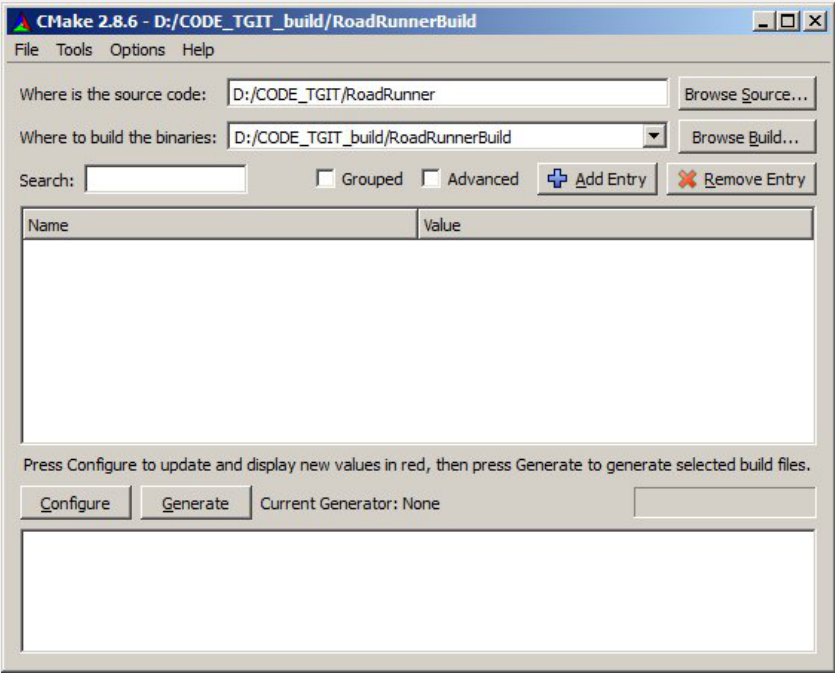 CMake 2.8.6 - D:/CODE_TGIT_build/RoadRunnerBuild
File Tools Options Help
Where is the source code: D:/CODE_TGIT/RoadRunner Browse Source...
Where to build the binaries: D:/CODE_TGIT_build/RoadRunnerBuild Browse Build...
Search: Grouped Advanced Add Entry Remove Entry
Name Value
Press Configure to update and display new values in red, then press Generate to generate selected build files.
Configure Generate Current Generator: None